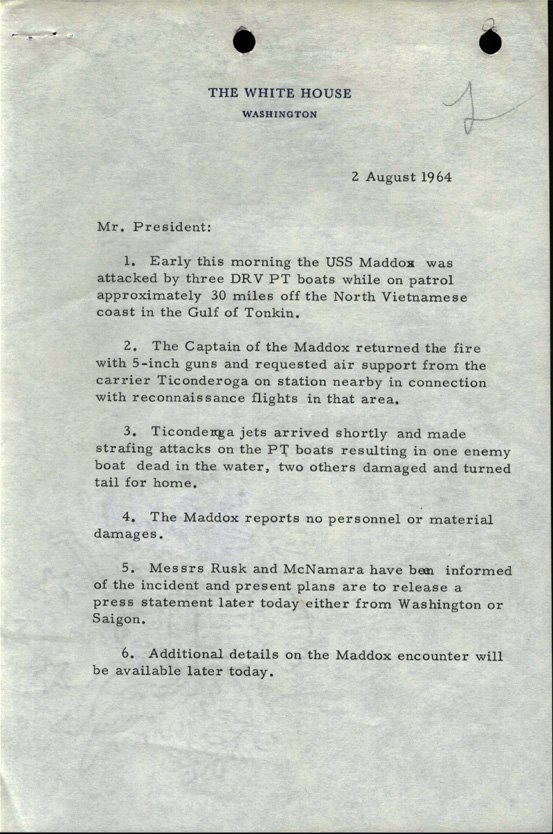 THE WHITE HOUSE
WASHINGTON
2 August 1964
Mr. President:
1. Early this morning the USS Maddox was
attacked by three DRV PT boats while on patrol
approximately 30 miles off the North Vietnamese
coast in the Gulf of Tonkin.
2. The Captain of the Maddox returned the fire
with 5-inch guns and requested air support from the
carrier Ticonderoga on station nearby in connection
with reconnaissance flights in that area.
3. Ticonderoga jets arrived shortly and made
strafing attacks on the PT boats resulting in one enemy
boat dead in the water, two others damaged and turned
tail for home.
4. The Maddox reports no personnel or material
damages.
5. Messrs Rusk and McNamara have been informed
of the incident and present plans are to release a
press statement later today either from Washington or
Saigon.
6. Additional details on the Maddox encounter will
be available later today.